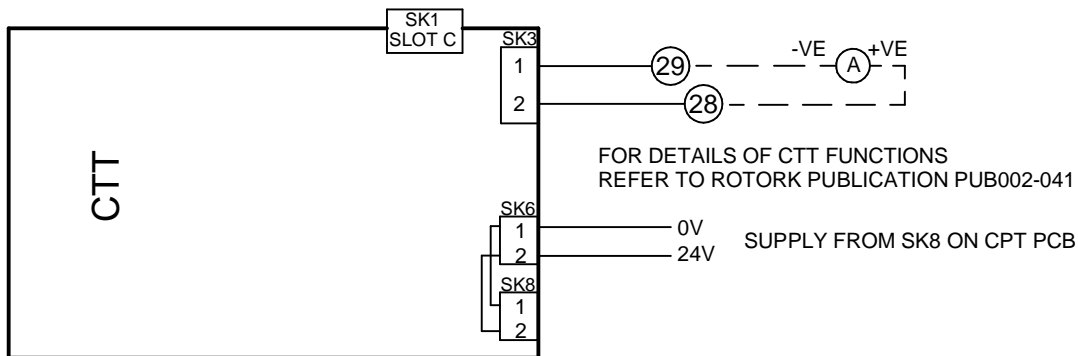 SK1
SLOT C
SK3
1
2
29
28
-VE
A
+VE
CTT
FOR DETAILS OF CTT FUNCTIONS
REFER TO ROTORK PUBLICATION PUB002-041
SK6
1
2
0V
24V
SUPPLY FROM SK8 ON CPT PCB
SK8
1
2